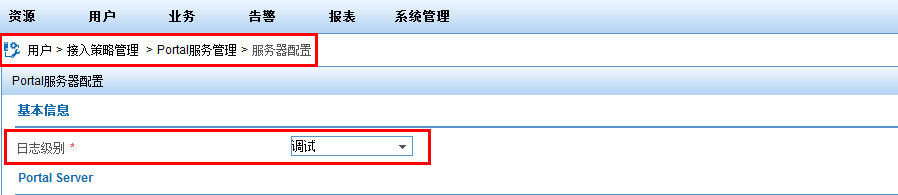 资源 用户 业务 告警 报表 系统管理
用户 > 接入策略管理 > Portal服务管理 > 服务器配置
Portal服务器配置
基本信息
日志级别 * 调试
Portal Server